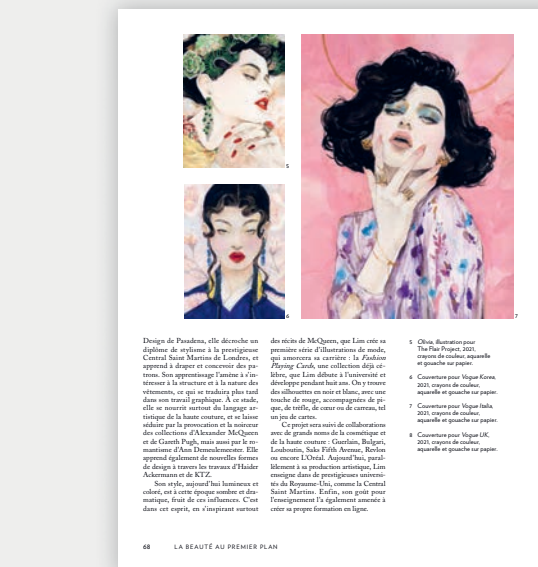 5
6
7
Design de Pasadena, elle décroche un
diplôme de stylisme à la prestigieuse
Central Saint Martins de Londres, et
apprend à draper et concevoir des pa-
trons. Son apprentissage l'amène à s'in-
téresser à la structure et à la nature des
vêtements, ce qui se traduira plus tard
dans son travail graphique. À ce stade,
elle se nourrit surtout du langage ar-
tistique de la haute couture, et se laisse
séduire par la provocation et la noirceur
des collections d'Alexander McQueen
et de Gareth Pugh, mais aussi par le ro-
mantisme d'Ann Demeulemeester. Elle
apprend également de nouvelles formes
de design à travers les travaux d'Haider
Ackermann et de KTZ.
Son style, aujourd'hui lumineux et
coloré, est à cette époque sombre et dra-
matique, fruit de ces influences. C'est
dans cet esprit, en s'inspirant surtout
des récits de McQueen, que Lim crée sa
première série d'illustrations de mode,
qui amorcera sa carrière : la Fashion
Playing Cards, une collection déjà cé-
lèbre, que Lim débute à l'université et
développe pendant huit ans. On y trouve
des silhouettes en noir et blanc, avec une
touche de rouge, accompagnées de pi-
que, de trèfle, de cœur ou de carreau, tel
un jeu de cartes.
Ce projet sera suivi de collaborations
avec de grands noms de la cosmétique et
de la haute couture : Guerlain, Bulgari,
Louboutin, Saks Fifth Avenue, Revlon
ou encore L'Oréal. Aujourd'hui, paral-
lèlement à sa production artistique, Lim
enseigne dans de prestigieuses universi-
tés du Royaume-Uni, comme la Central
Saint Martins. Enfin, son goût pour
l'enseignement l'a également amenée à
créer sa propre formation en ligne.
5 Olivia, illustration pour
The Flair Project, 2021,
crayons de couleur, aquarelle
et gouache sur papier.
6 Couverture pour Vogue Korea,
2021, crayons de couleur,
aquarelle et gouache sur papier.
7 Couverture pour Vogue Italia,
2021, crayons de couleur,
aquarelle et gouache sur papier.
8 Couverture pour Vogue UK,
2021, crayons de couleur,
aquarelle et gouache sur papier.
68 LA BEAUTÉ AU PREMIER PLAN